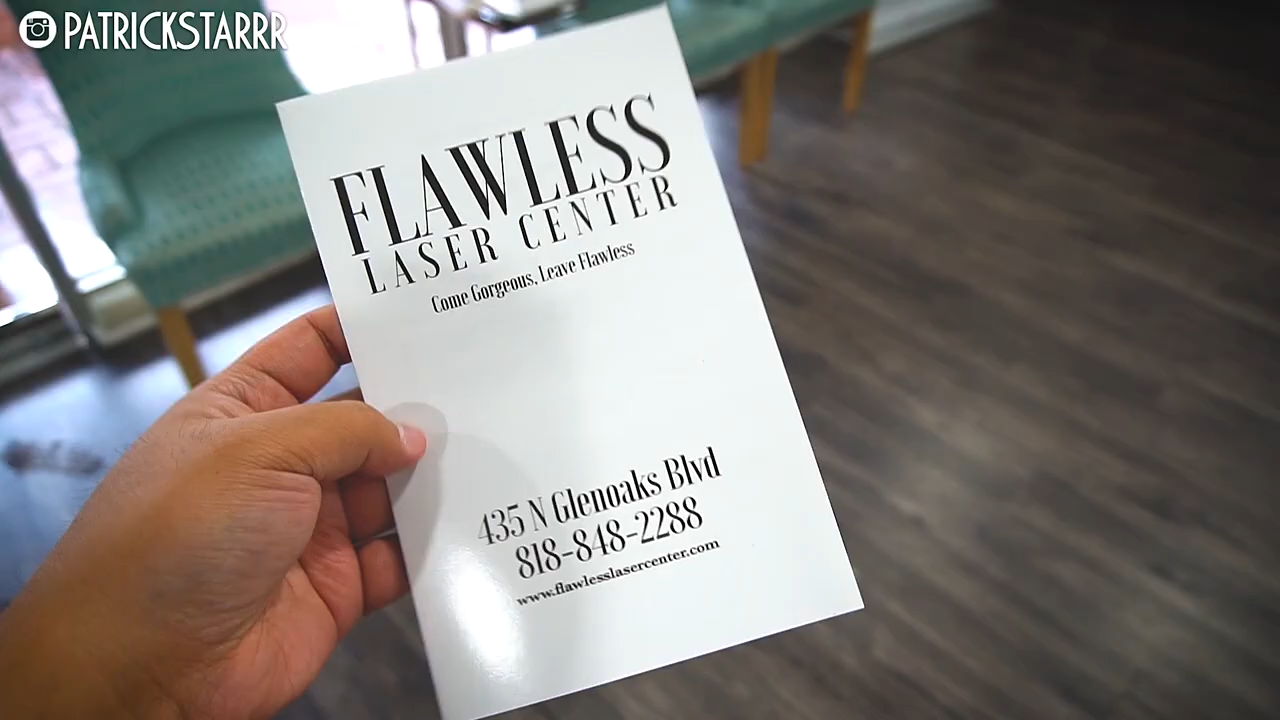 PATRICKSTARRR
FLAWLESS
LASER CENTER
Come Gorgeous, Leave Flawless
435 N Glenoaks Blvd
818-848-2288
www.flawlesslasercenter.com